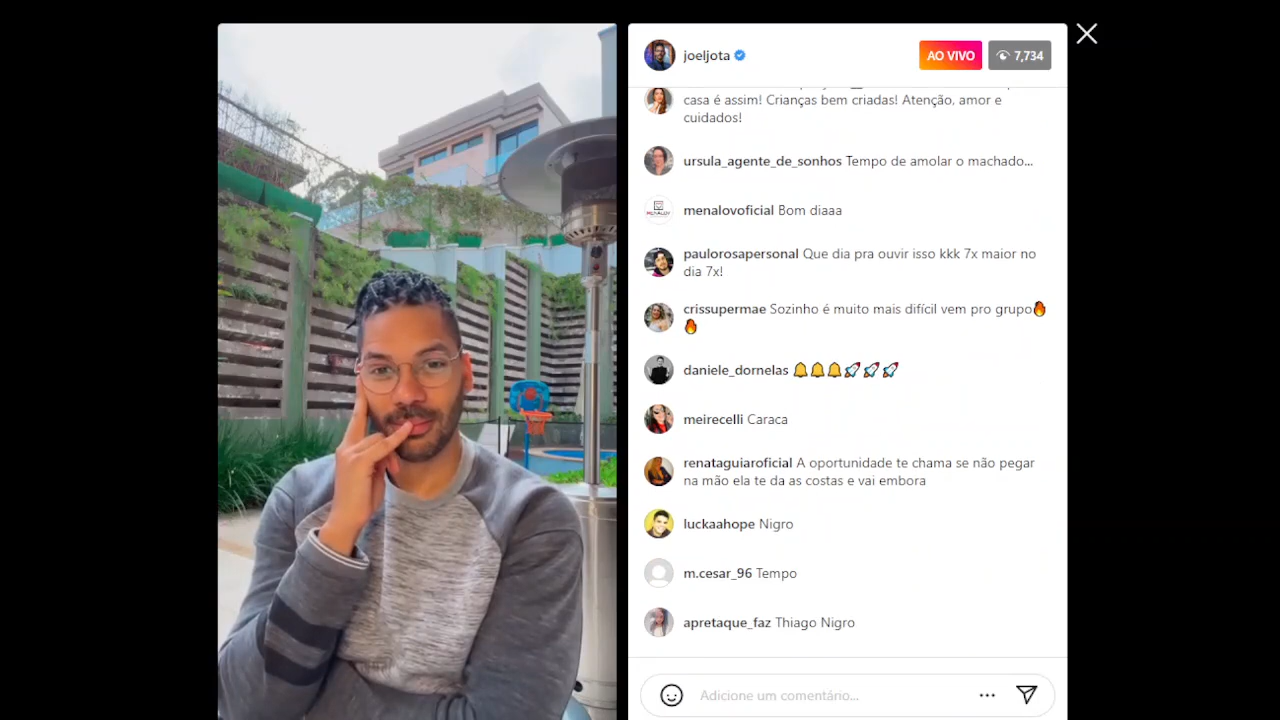 joeljota
AO VIVO
7,734
casa é assim! Crianças bem criadas! Atenção, amor e
cuidados!
ursula_agente_de_sonhos Tempo de amolar o machado...
menalovoficial Bom diaaa
paulorosapersonal Que dia pra ouvir isso kkk 7x maior no
dia 7x!
crissupermae Sozinho é muito mais difícil vem pro grupo🔥
🔥
daniele_dornelas 🔔🔔🔔🚀🚀🚀
meirecelli Caraca
renataguiaroficial A oportunidade te chama se não pegar
na mão ela te da as costas e vai embora
luckaahope Nigro
m.cesar_96 Tempo
apretaque_faz Thiago Nigro
Adicione um comentário...